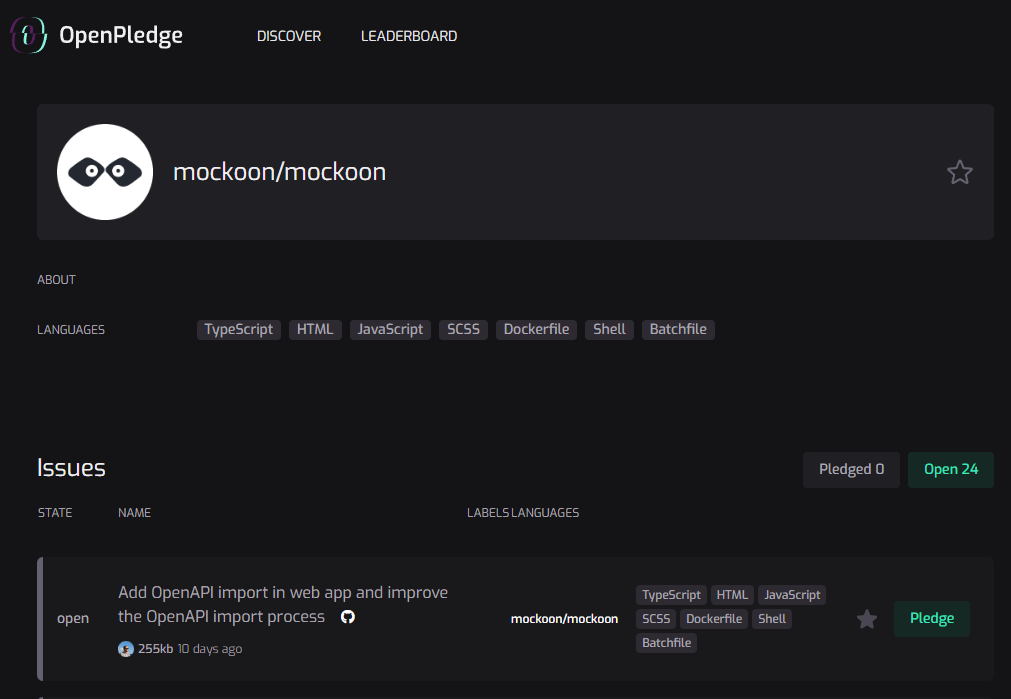 OpenPledge
DISCOVER
LEADERBOARD
mockoon/mockoon
ABOUT
LANGUAGES
TypeScript HTML JavaScript SCSS Dockerfile Shell Batchfile
Issues
Pledged 0
Open 24
STATE NAME LABELS LANGUAGES
open
Add OpenAPI import in web app and improve
the OpenAPI import process
255kb 10 days ago
mockoon/mockoon
TypeScript HTML JavaScript
SCSS Dockerfile Shell
Batchfile
Pledge